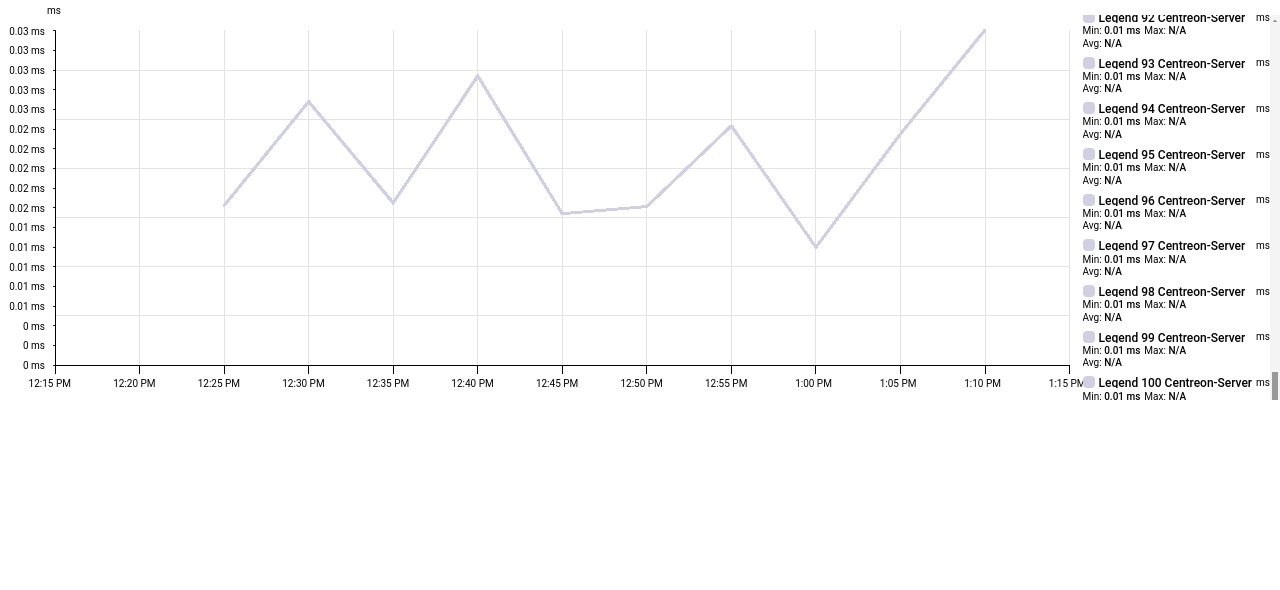 ms
0.03 ms
0.03 ms
0.03 ms
0.03 ms
0.03 ms
0.02 ms
0.02 ms
0.02 ms
0.02 ms
0.02 ms
0.01 ms
0.01 ms
0.01 ms
0.01 ms
0.01 ms
0 ms
0 ms
0 ms
12:15 PM 12:20 PM 12:25 PM 12:30 PM 12:35 PM 12:40 PM 12:45 PM 12:50 PM 12:55 PM 1:00 PM 1:05 PM 1:10 PM 1:15 PM
Legend 92 Centreon-Server ms
Min: 0.01 ms Max: N/A
Avg: N/A
Legend 93 Centreon-Server ms
Min: 0.01 ms Max: N/A
Avg: N/A
Legend 94 Centreon-Server ms
Min: 0.01 ms Max: N/A
Avg: N/A
Legend 95 Centreon-Server ms
Min: 0.01 ms Max: N/A
Avg: N/A
Legend 96 Centreon-Server ms
Min: 0.01 ms Max: N/A
Avg: N/A
Legend 97 Centreon-Server ms
Min: 0.01 ms Max: N/A
Avg: N/A
Legend 98 Centreon-Server ms
Min: 0.01 ms Max: N/A
Avg: N/A
Legend 99 Centreon-Server ms
Min: 0.01 ms Max: N/A
Avg: N/A
Legend 100 Centreon-Server ms
Min: 0.01 ms Max: N/A